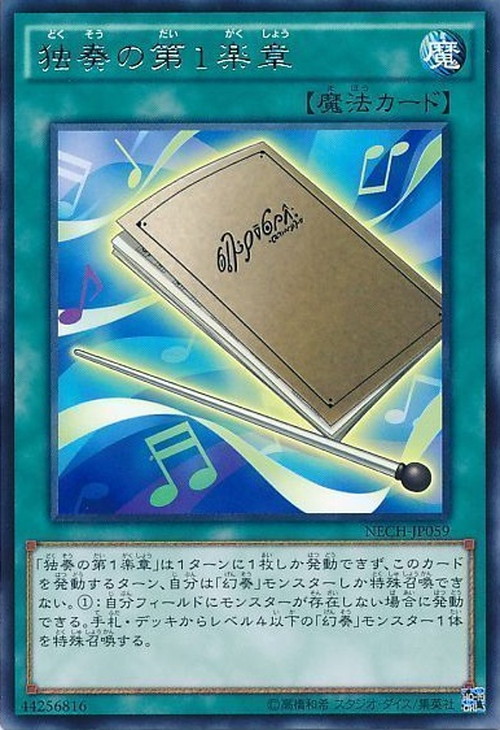 独奏の第1楽章
魔
【魔法カード】
NECH-JP059
「独奏の第1楽章」は1ターンに1枚しか発動できず、このカード
を発動するターン、自分は「幻奏」モンスターしか特殊召喚でき
ない。①:自分フィールドにモンスターが存在しない場合に発動
できる。手札・デッキからレベル4以下の「幻奏」モンスター1体
を特殊召喚する。
44256816
©高橋和希 スタジオ・ダイス/集英社